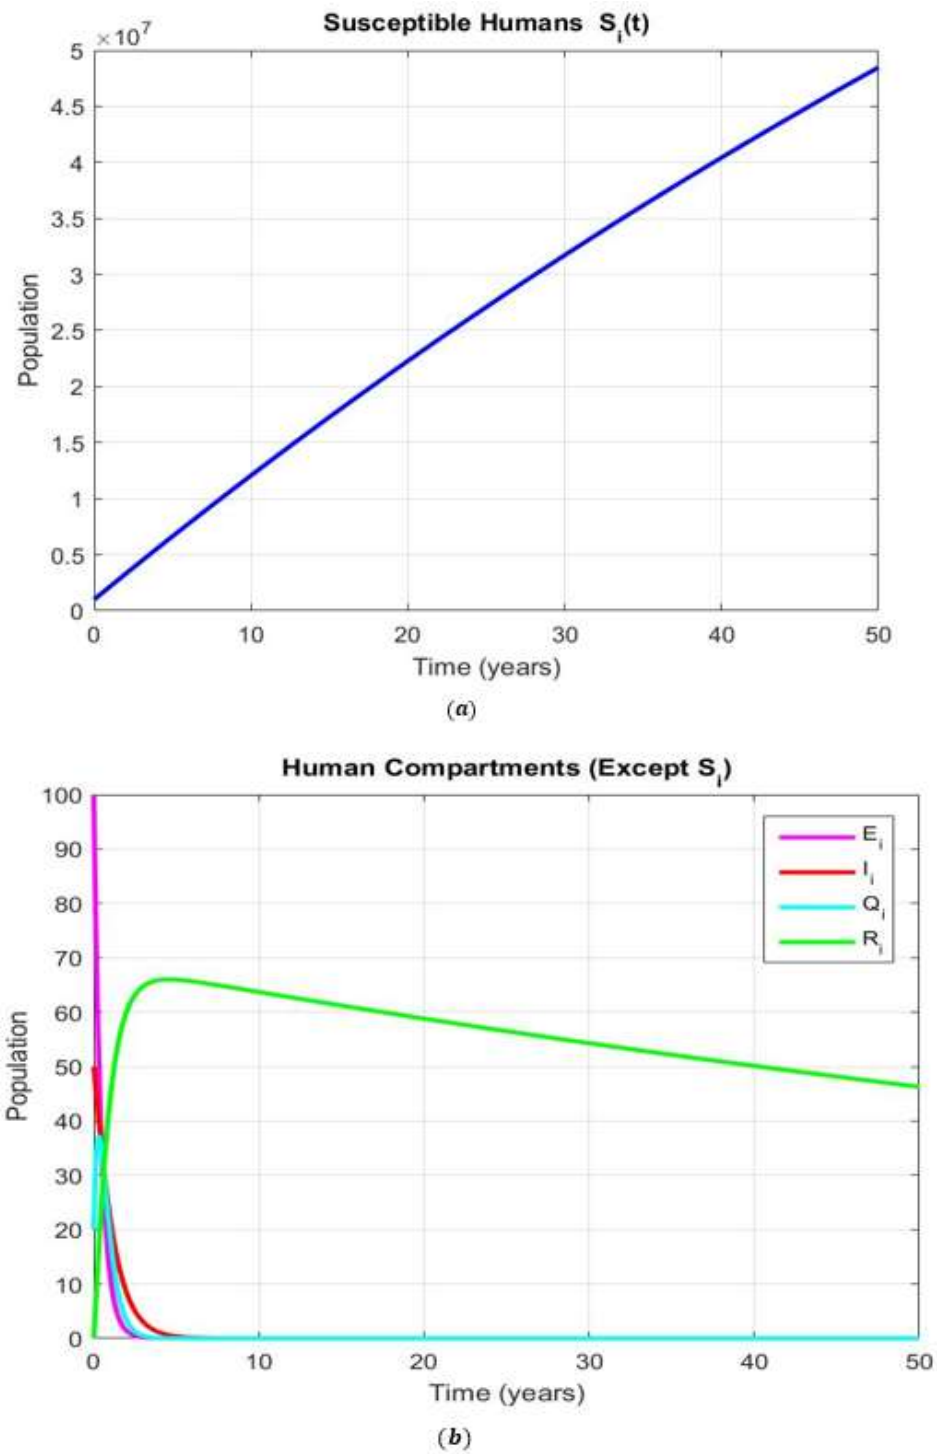 Susceptible Humans S_i(t)
×10^7
5
4.5
4
3.5
3
2.5
2
1.5
1
0.5
0
Population
0 10 20 30 40 50
Time (years)
(a)
Human Compartments (Except S_i)
100
90
80
70
60
50
40
30
20
10
0
Population
E_i
I_i
Q_i
R_i
0 10 20 30 40 50
Time (years)
(b)